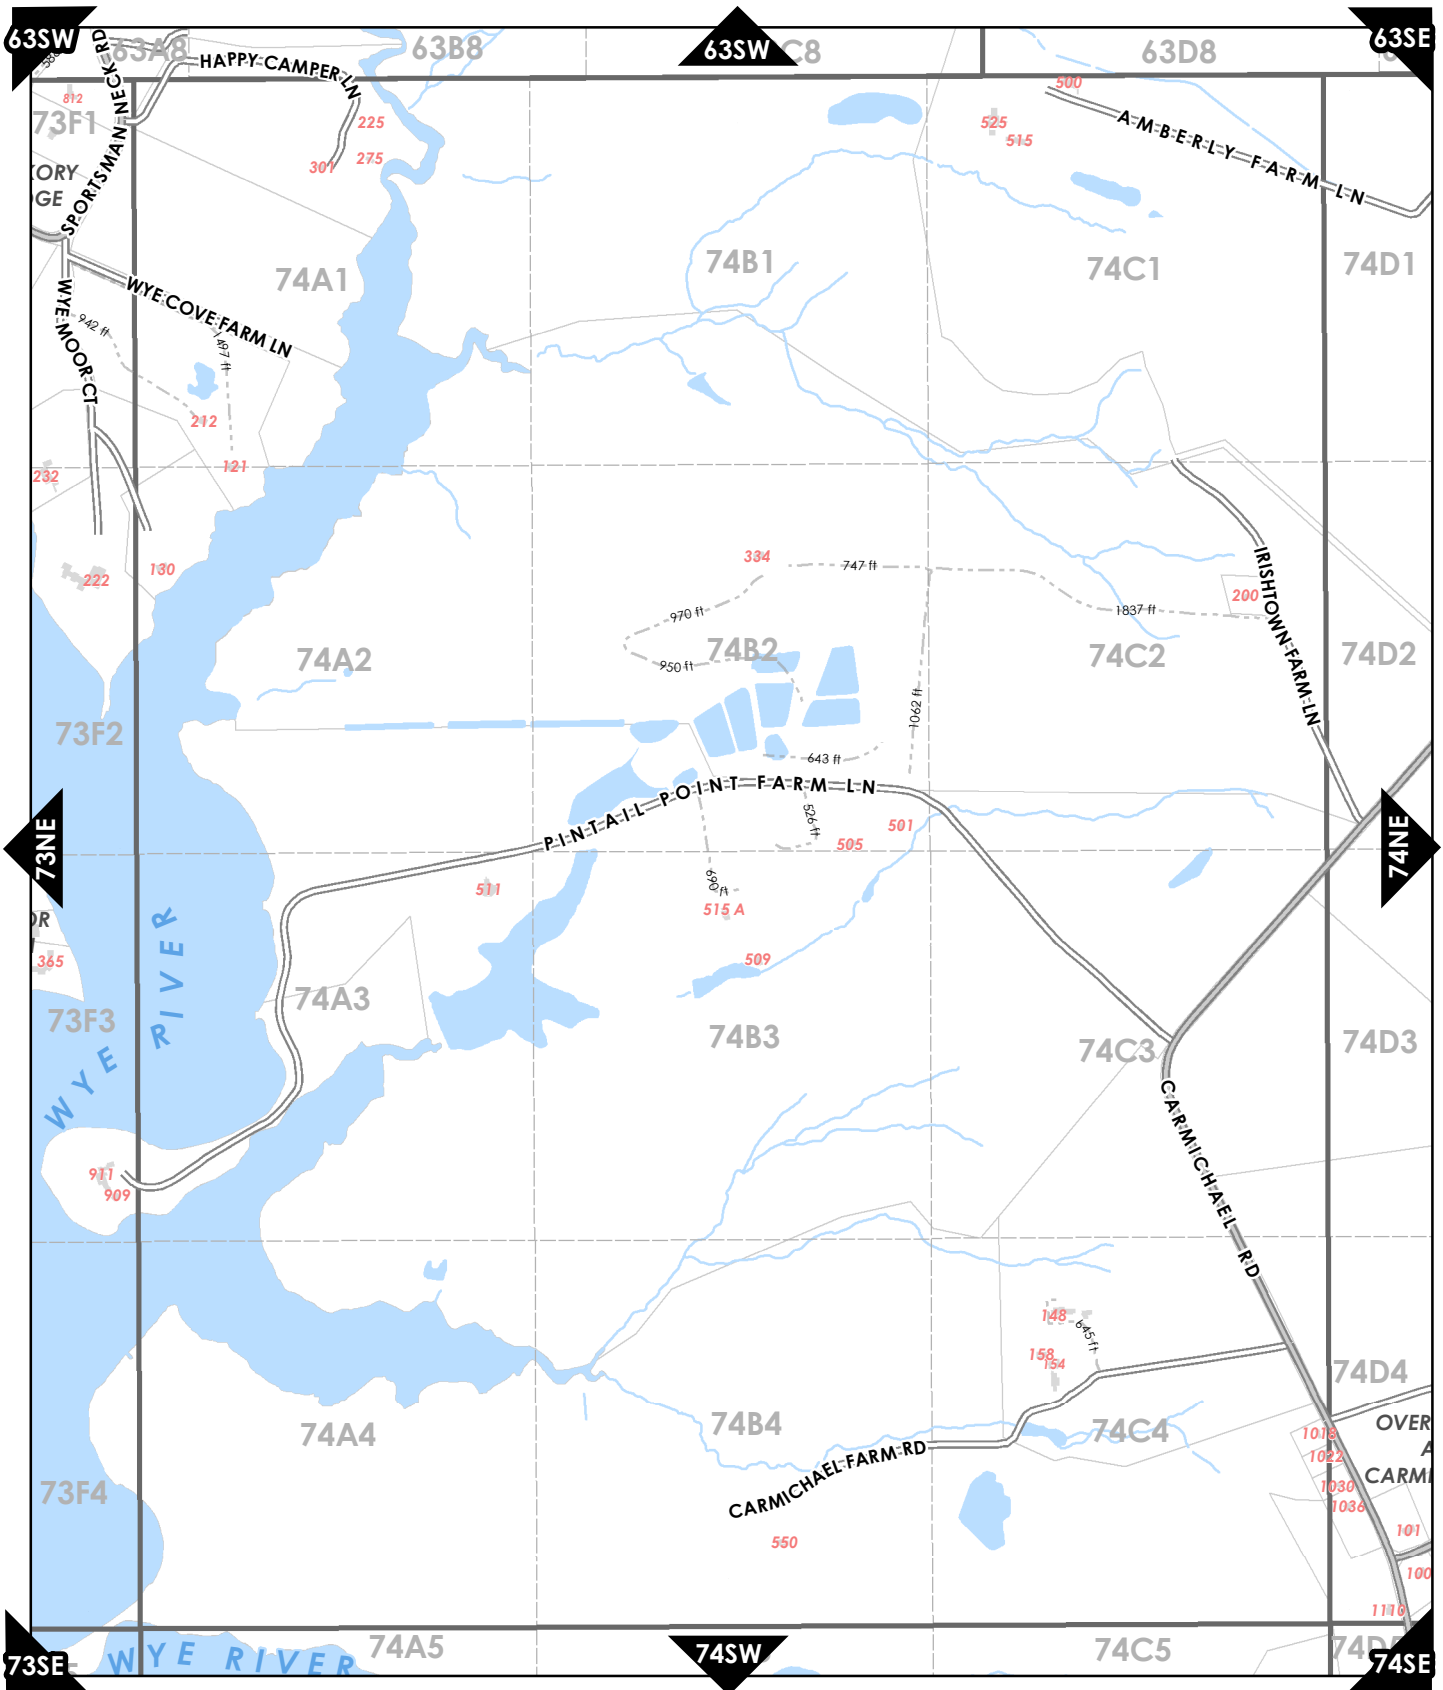 63SW
63SW
63SE
63A8
63B8
C8
63D8
586
NECK RD
SPORTSMAN
HAPPY CAMPER LN
812
73F1
225
275
301
500
525
515
AMBERLY FARM LN
KORY
GE
74A1
74B1
74C1
74D1
WYE COVE FARM LN
WYE MOOR CT
942 ft
497 ft
212
121
232
222
130
334
747 ft
970 ft
950 ft
1837 ft
200
IRISHTOWN FARM LN
74A2
74B2
74C2
74D2
1062 ft
73F2
643 ft
PINTAIL POINT FARM LN
526 ft
501
505
73NE
74NE
690 ft
511
515 A
509
OR
365
WYE RIVER
73F3
74A3
74B3
74C3
74D3
CARMICHAEL RD
911
909
148
645 ft
158
154
74D4
73F4
74A4
74B4
74C4
CARMICHAEL FARM RD
550
OVER
A
CARMI
1018
1022
1030
1036
101
100
1110
73SE
WYE RIVER
74A5
74SW
74C5
74D5
74SE